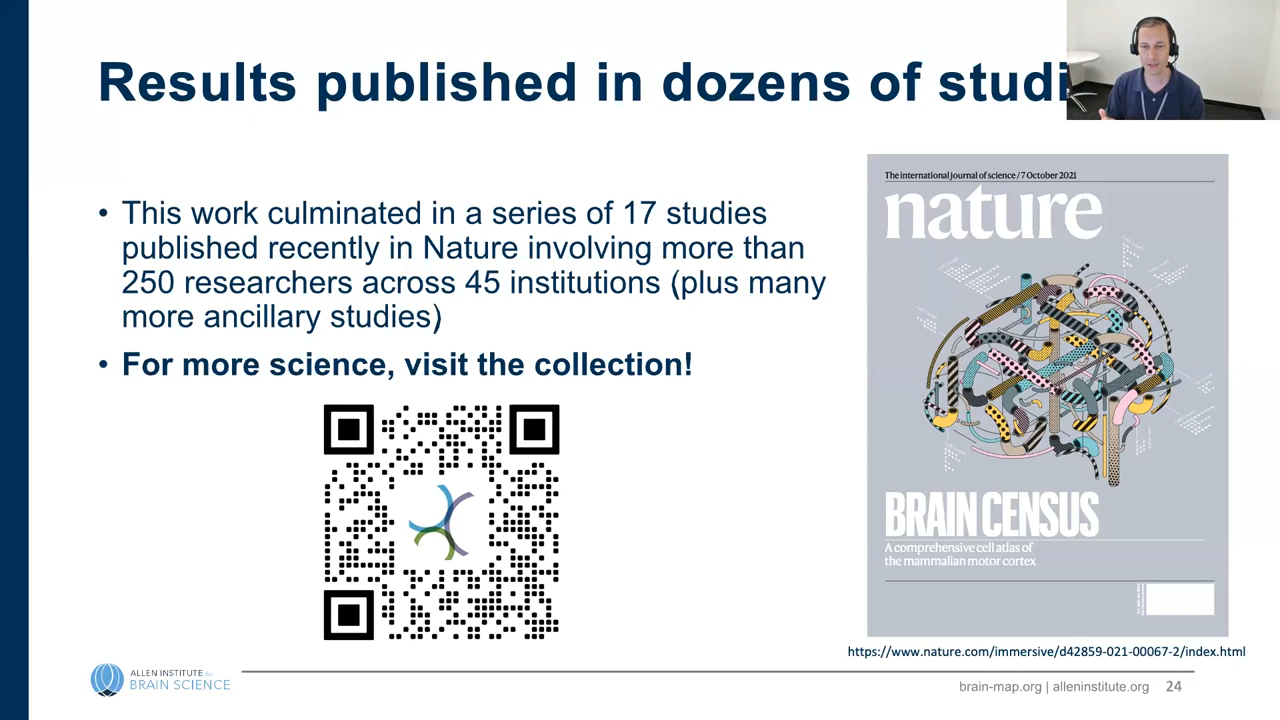 Results published in dozens of studi
• This work culminated in a series of 17 studies
published recently in Nature involving more than
250 researchers across 45 institutions (plus many
more ancillary studies)
• For more science, visit the collection!
The international journal of science / 7 October 2021
nature
BRAIN CENSUS
A comprehensive cell atlas of
the mammalian motor cortex
https://www.nature.com/immersive/d42859-021-00067-2/index.html
ALLEN INSTITUTE for
BRAIN SCIENCE
brain-map.org | alleninstitute.org 24